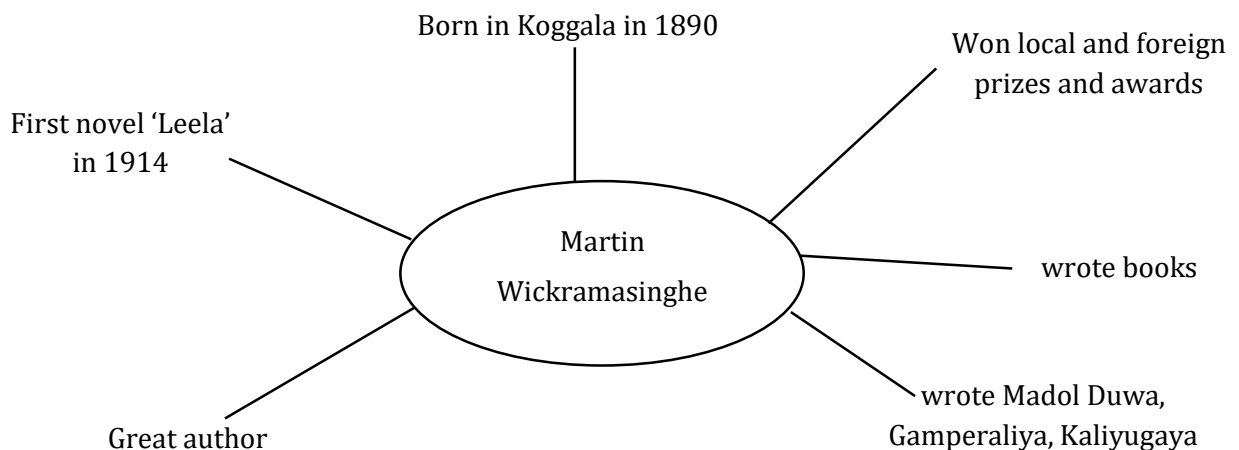 Born in Koggala in 1890
Won local and foreign
prizes and awards
First novel ‘Leela’
in 1914
Martin
Wickramasinghe
wrote books
wrote Madol Duwa,
Gamperaliya, Kaliyugaya
Great author